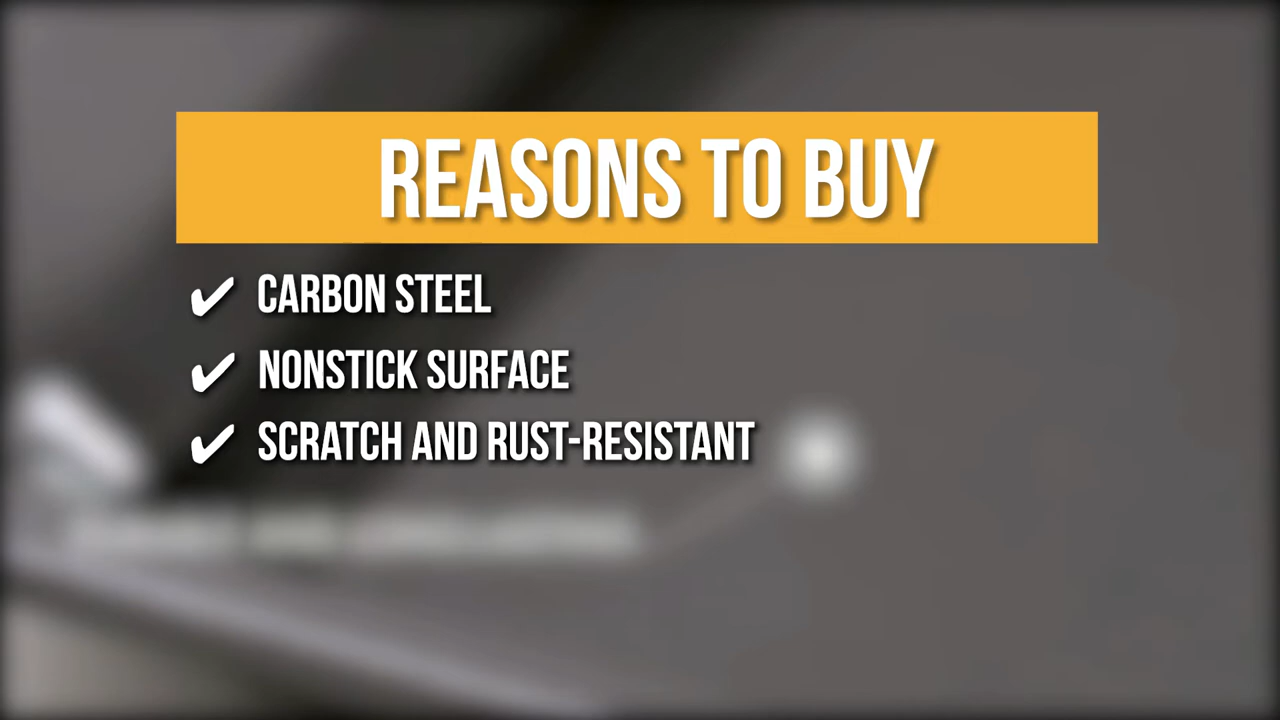 REASONS TO BUY
✔ CARBON STEEL
✔ NONSTICK SURFACE
✔ SCRATCH AND RUST-RESISTANT